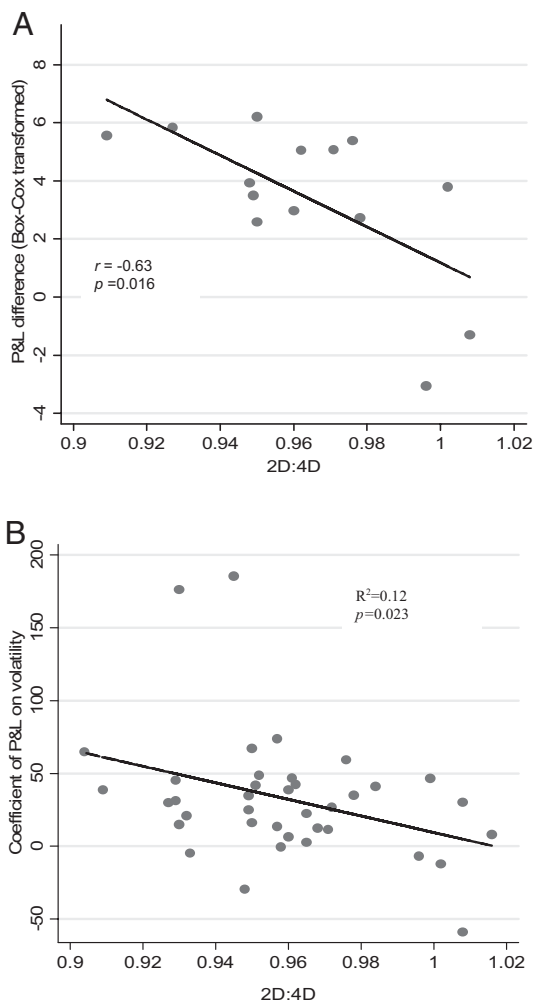 A
P&L difference (Box-Cox transformed)
8
6
4
2
0
-2
-4
r = -0.63
p =0.016
0.9 0.92 0.94 0.96 0.98 1 1.02
2D:4D
B
Coefficient of P&L on volatility
200
150
100
50
0
-50
R²=0.12
p=0.023
0.9 0.92 0.94 0.96 0.98 1 1.02
2D:4D